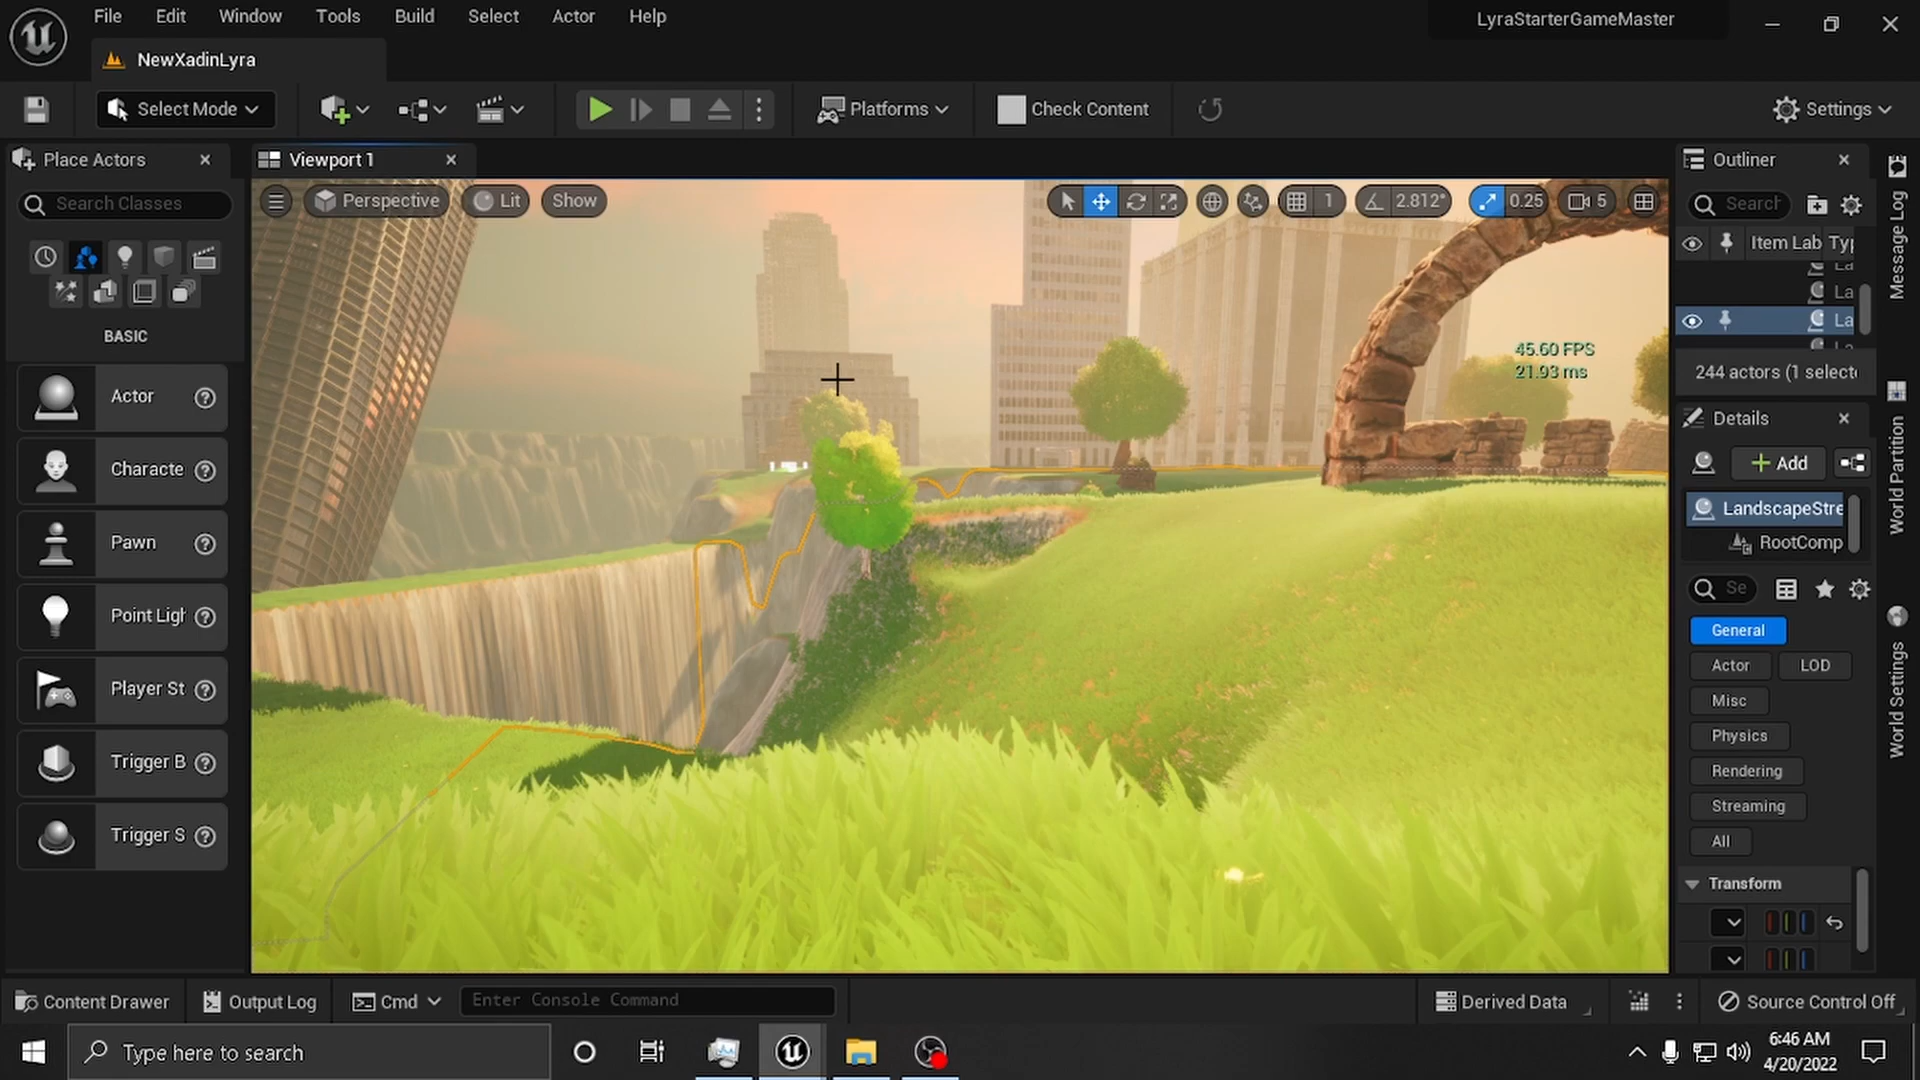 File Edit Window Tools Build Select Actor Help
LyraStarterGameMaster
NewXadinLyra
Select Mode
Platforms
Check Content
Settings
Place Actors
Viewport 1
Outliner
Search Classes
Perspective
Lit
Show
1
2.812°
0.25
5
Search
Item Lab Typ
La
La
La
BASIC
45.60 FPS
21.93 ms
244 actors (1 selecte
Actor
Characte
Pawn
Point Ligh
Player St
Trigger B
Trigger S
Details
Add
LandscapeStre
RootComp
Se
General
Actor
LOD
Misc
Physics
Rendering
Streaming
All
Transform
Message Log
World Partition
World Settings
Content Drawer
Output Log
Cmd
Enter Console Command
Derived Data
Source Control Off
Type here to search
6:46 AM
4/20/2022